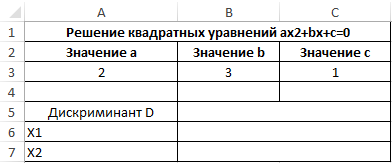 A B C
1 Решение квадратных уравнений ax2+bx+c=0
2 Значение a Значение b Значение c
3 2 3 1
4
5 Дискриминант D
6 X1
7 X2